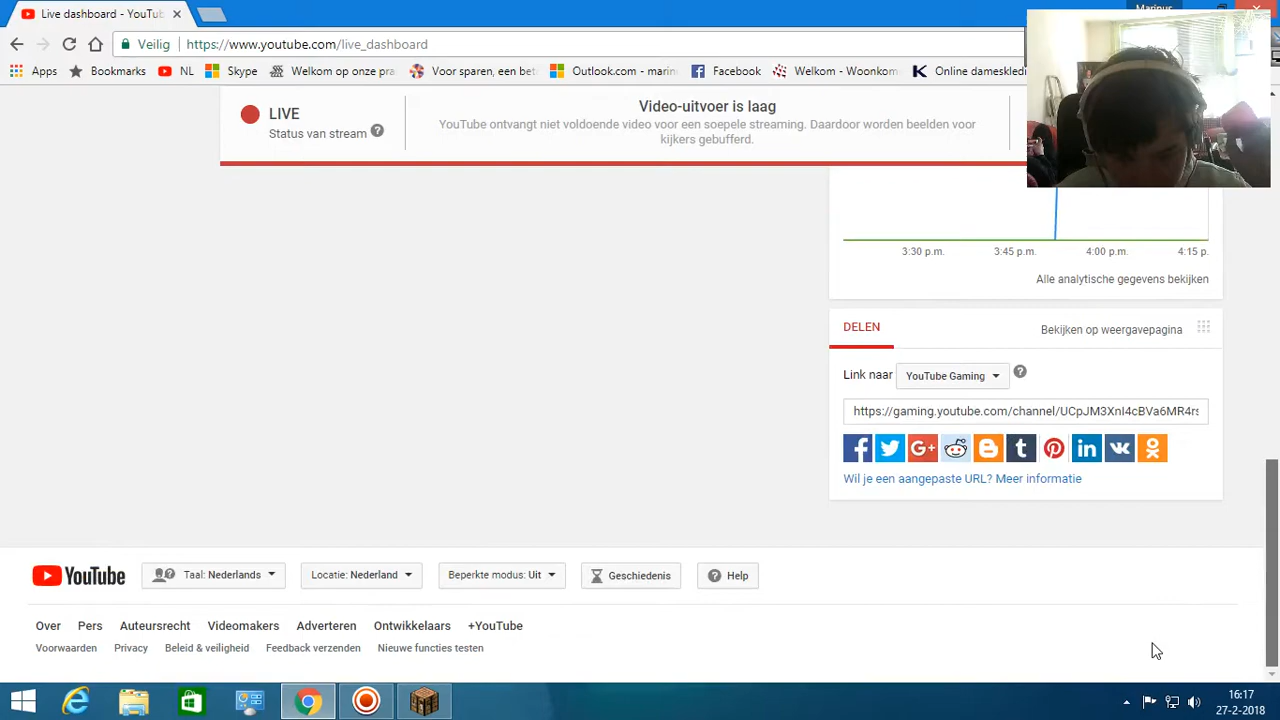 Live dashboard - YouTub
Marinus
Veilig
https://www.youtube.com/live_dashboard
Apps
Bookmarks
NL
Skype
Welkom op onze
Voor sparen, een bet
Outlook.com - marin
Facebook
Welkom - Woonkom
Online dameskledi
LIVE
Status van stream
Video-uitvoer is laag
YouTube ontvangt niet voldoende video voor een soepele streaming. Daardoor worden beelden voor
kijkers gebufferd.
3:30 p.m.
3:45 p.m.
4:00 p.m.
4:15 p.
Alle analytische gegevens bekijken
DELEN
Bekijken op weergavepagina
Link naar
YouTube Gaming
https://gaming.youtube.com/channel/UCpJM3XnI4cBVa6MR4rs
Wil je een aangepaste URL? Meer informatie
YouTube
Taal: Nederlands
Locatie: Nederland
Beperkte modus: Uit
Geschiedenis
Help
Over
Pers
Auteursrecht
Videomakers
Adverteren
Ontwikkelaars
+YouTube
Voorwaarden
Privacy
Beleid & veiligheid
Feedback verzenden
Nieuwe functies testen
16:17
27-2-2018